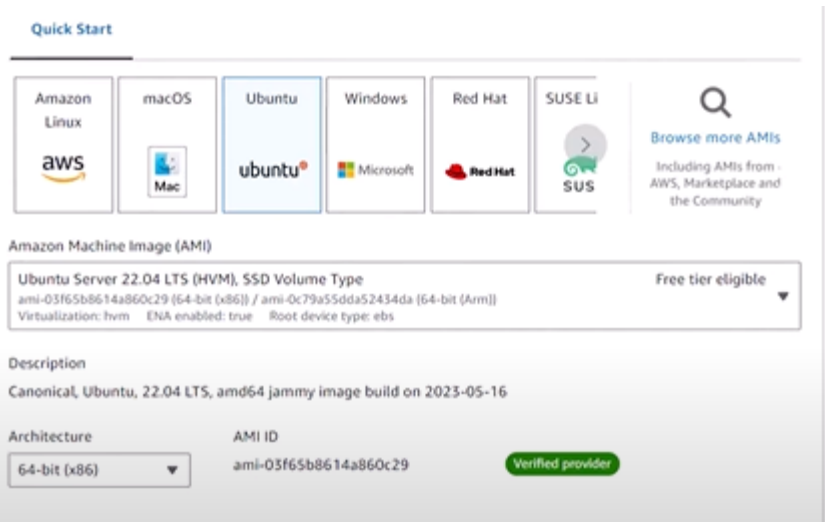 Quick Start
Amazon
Linux
aws
macOS
Mac
Ubuntu
ubuntu
Windows
Microsoft
Red Hat
Red Hat
SUSE Li
SUS
Browse more AMIs
Including AMIs from
AWS, Marketplace and
the Community
Amazon Machine Image (AMI)
Ubuntu Server 22.04 LTS (HVM), SSD Volume Type
Free tier eligible
ami-03f65b8614a860c29 (64-bit (x86)) / ami-0c79a55dda52434da (64-bit (Arm))
Virtualization: hvm ENA enabled: true Root device type: ebs
Description
Canonical, Ubuntu, 22.04 LTS, amd64 jammy image build on 2023-05-16
Architecture
AMI ID
64-bit (x86)
ami-03f65b8614a860c29
Verified provider